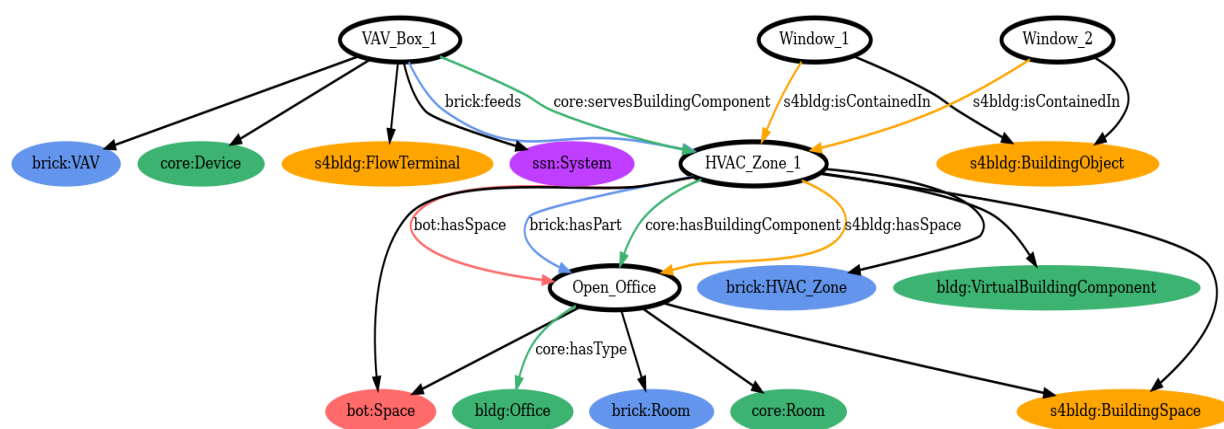 VAV_Box_1
Window_1
Window_2
brick:feeds
core:servesBuildingComponent
s4bldg:isContainedIn
s4bldg:isContainedIn
brick:VAV
core:Device
s4bldg:FlowTerminal
ssn:System
HVAC_Zone_1
s4bldg:BuildingObject
bot:hasSpace
brick:hasPart
core:hasBuildingComponent
s4bldg:hasSpace
Open_Office
brick:HVAC_Zone
bldg:VirtualBuildingComponent
core:hasType
bot:Space
bldg:Office
brick:Room
core:Room
s4bldg:BuildingSpace